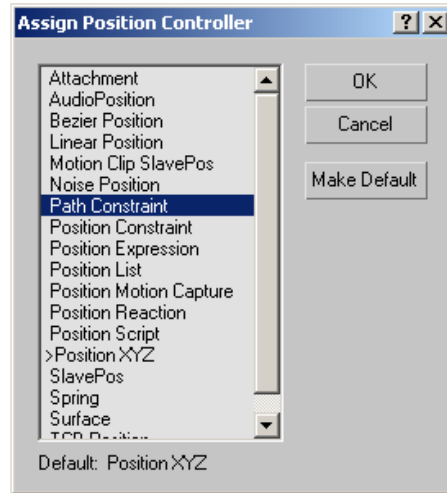 Assign Position Controller
Attachment
AudioPosition
Bezier Position
Linear Position
Motion Clip SlavePos
Noise Position
Path Constraint
Position Constraint
Position Expression
Position List
Position Motion Capture
Position Reaction
Position Script
>Position XYZ
SlavePos
Spring
Surface
TCB Position
OK
Cancel
Make Default
Default: Position XYZ